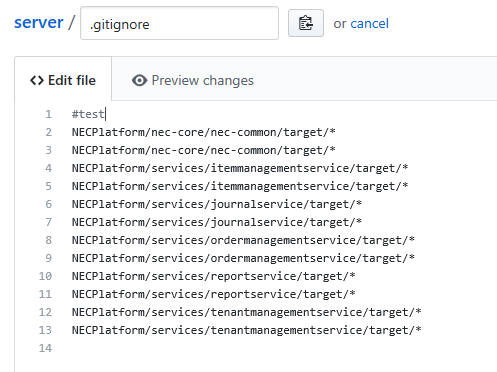 server / .gitignore or cancel
<> Edit file Preview changes
1 #test
2 NECPlatform/nec-core/nec-common/target/*
3 NECPlatform/nec-core/nec-common/target/*
4 NECPlatform/services/itemmanagementservice/target/*
5 NECPlatform/services/itemmanagementservice/target/*
6 NECPlatform/services/journalservice/target/*
7 NECPlatform/services/journalservice/target/*
8 NECPlatform/services/ordermanagementservice/target/*
9 NECPlatform/services/ordermanagementservice/target/*
10 NECPlatform/services/reportservice/target/*
11 NECPlatform/services/reportservice/target/*
12 NECPlatform/services/tenantmanagementservice/target/*
13 NECPlatform/services/tenantmanagementservice/target/*
14